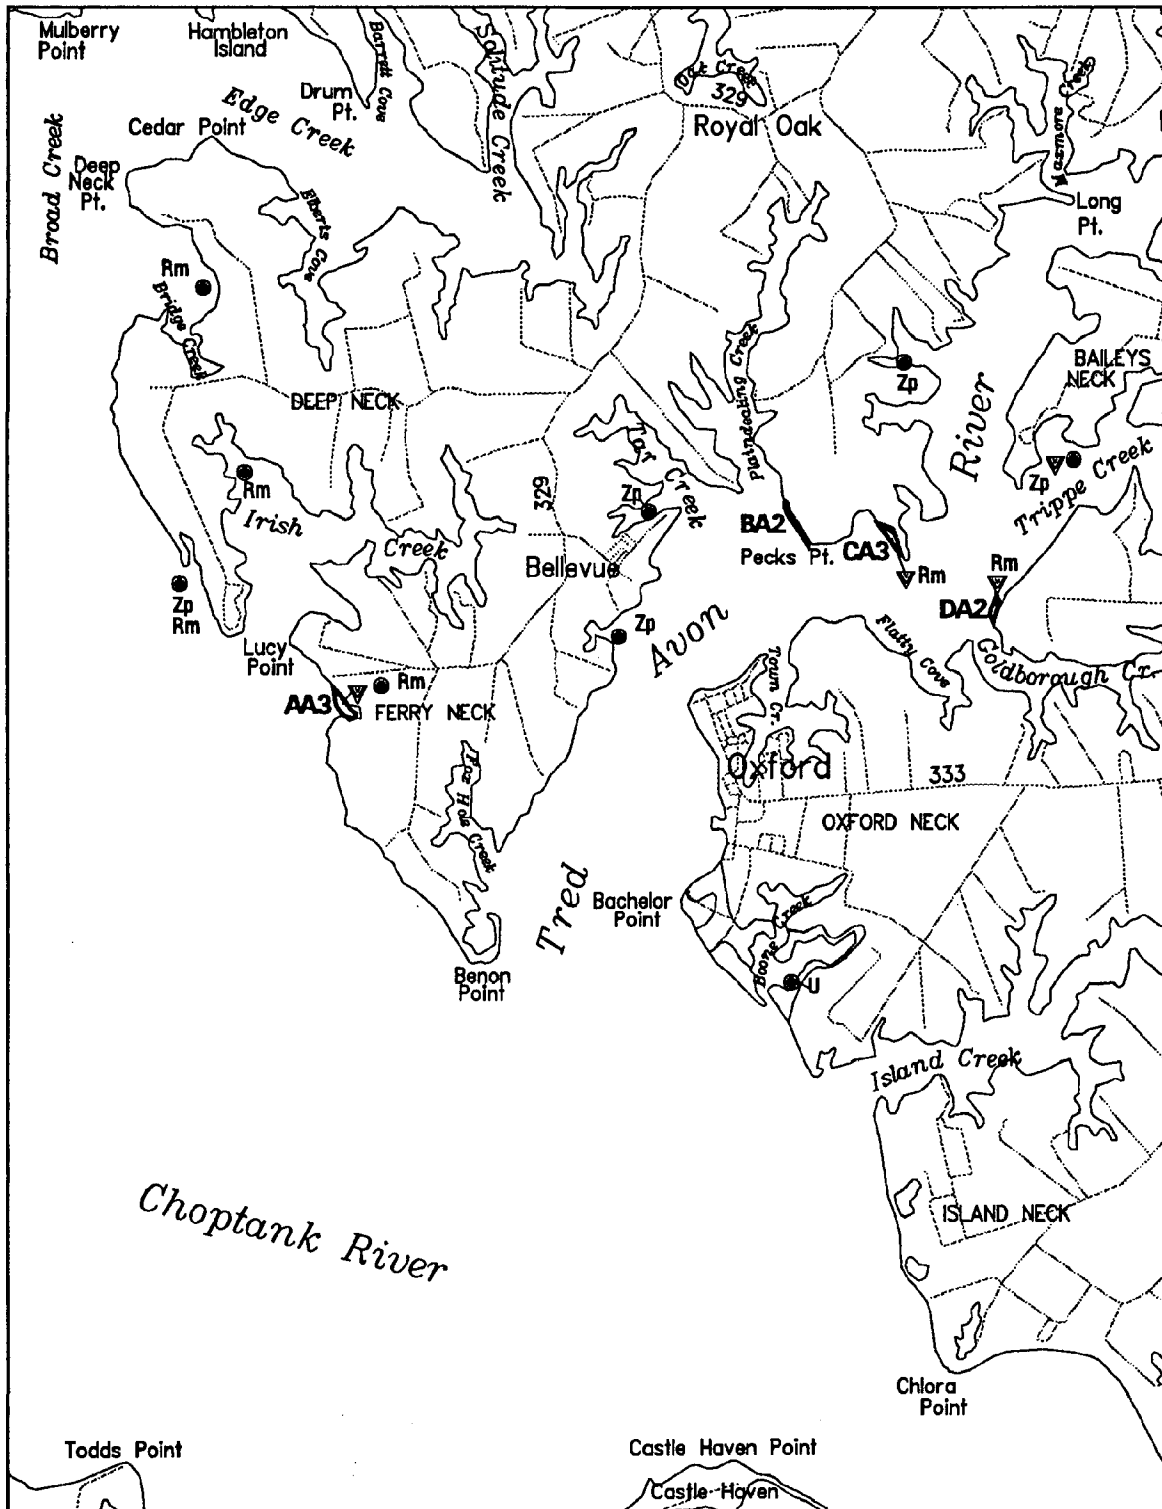 Mulberry
Point
Hambleton
Island
Barrett Cove
Solitude Creek
Oak Creek
329
Royal Oak
Drum
Pt.
Edge Creek
Cedar Point
Deep
Neck
Pt.
Broad Creek
Elberts Cove
Long
Pt.
Rm
Bridge Creek
Plaindealing Creek
Zp
BAILEYS
NECK
River
DEEP NECK
Tar Creek
Zp
Trippe Creek
Rm
Irish
Creek
329
Zp
BA2
Pecks Pt.
CA3
Rm
Rm
DA2
Bellevue
Zp
Rm
Zp
Avon
Lucy
Point
Flatty Cove
Goldborough Cr.
Town Cr.
AA3
Rm
FERRY NECK
Oxford
333
Fox Hole Creek
OXFORD NECK
Tred
Bachelor
Point
Boone Creek
U
Benon
Point
Island Creek
Choptank River
ISLAND NECK
Chlora
Point
Todds Point
Castle Haven Point
Castle Haven